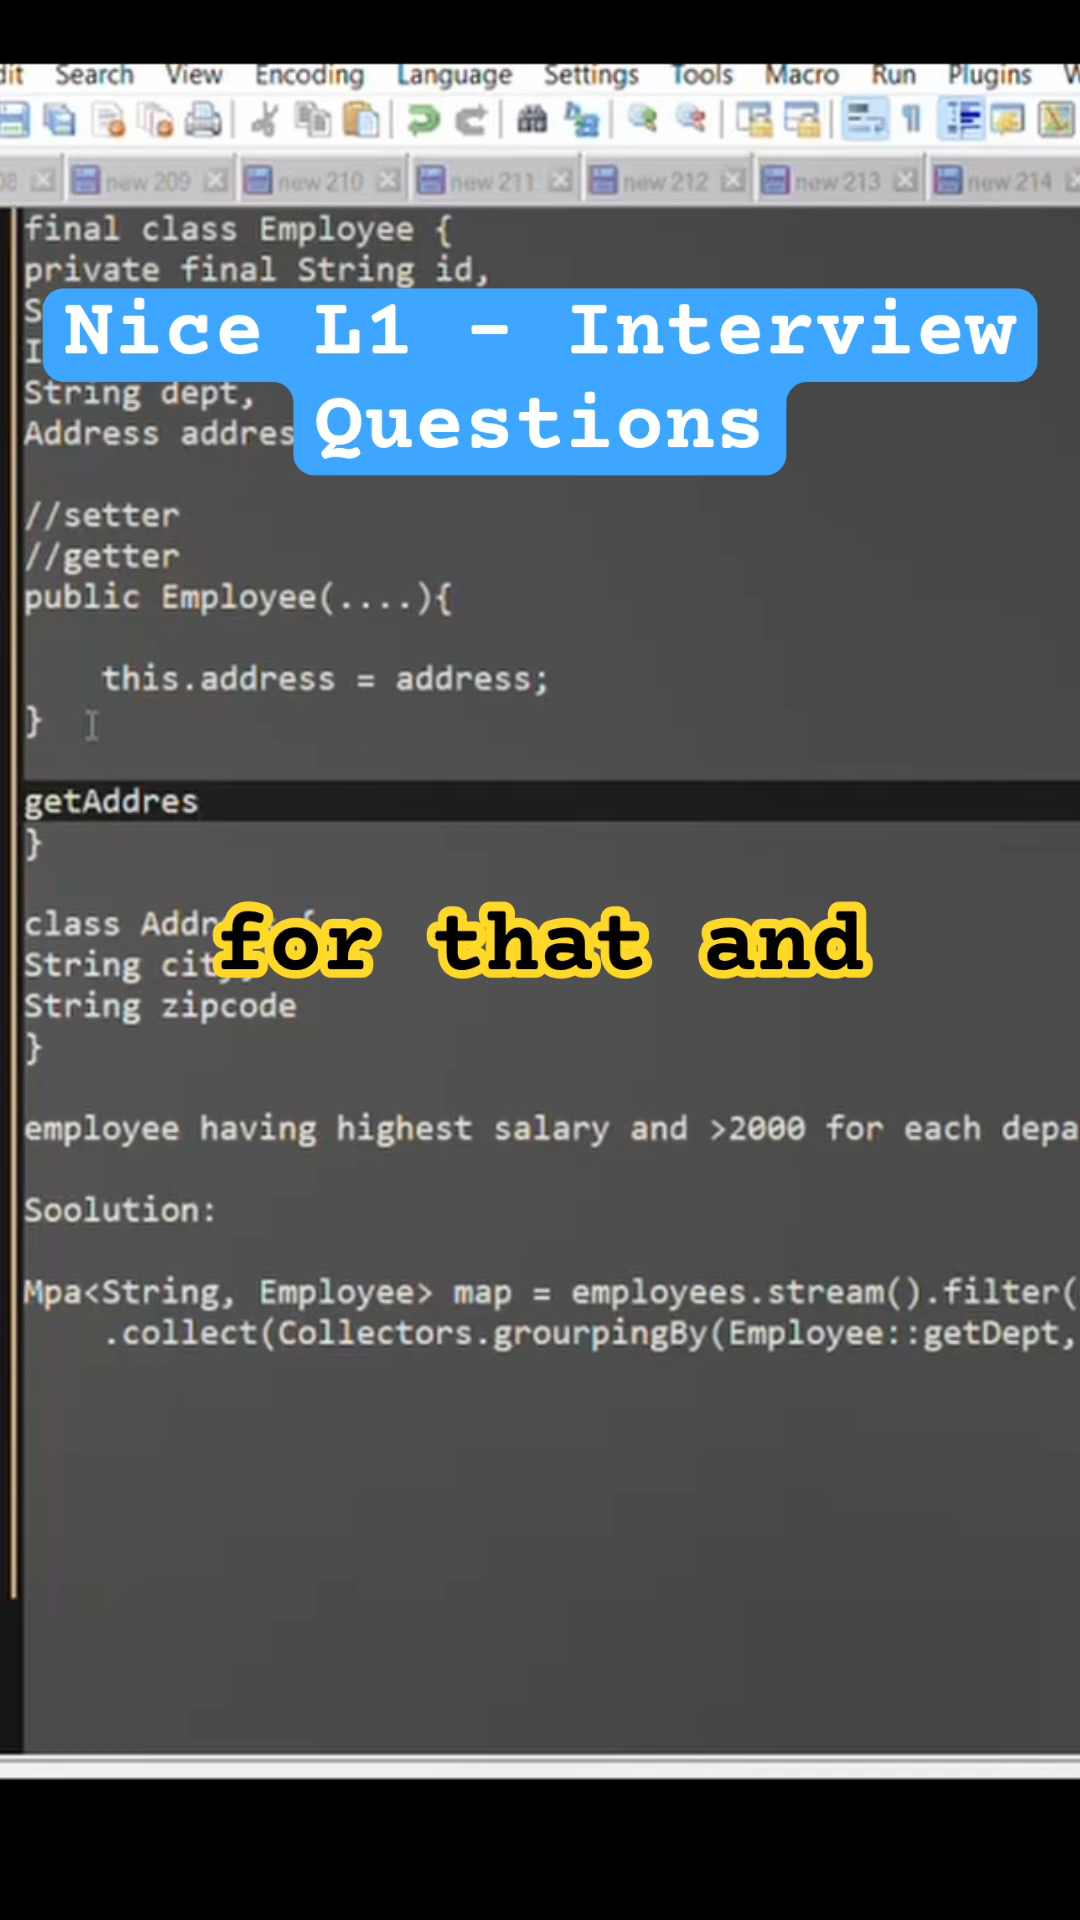 Search View Encoding Language Settings Tools Macro Run Plugins
new 209 new 210 new 211 new 212 new 213 new 214
final class Employee {
private final String id,
Nice L1 - Interview
Questions
String dept,
Address addres
//setter
//getter
public Employee(....){
this.address = address;
}
getAddres
}
for that and
class Addr
String city,
String zipcode
}
employee having highest salary and >2000 for each depa
Soolution:
Mpa<String, Employee> map = employees.stream().filter(
.collect(Collectors.grourpingBy(Employee::getDept,